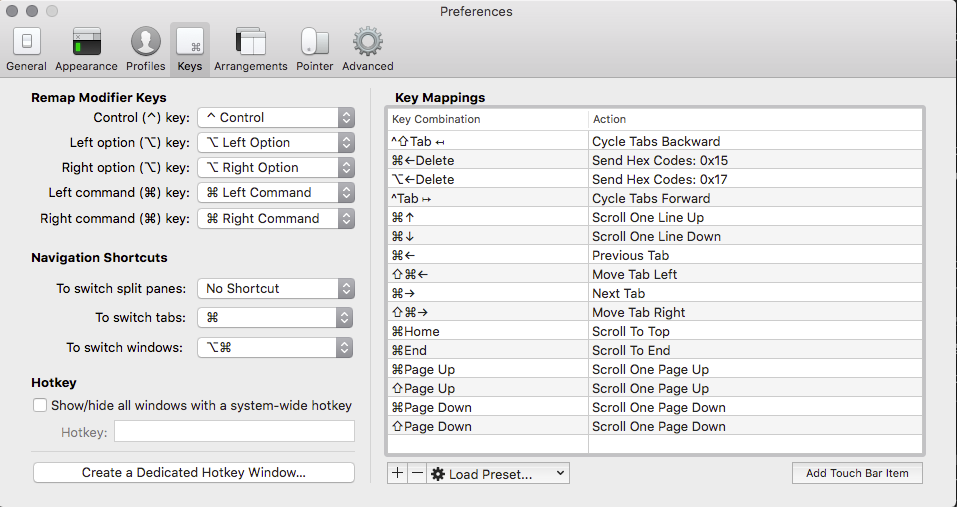 Preferences
General Appearance Profiles Keys Arrangements Pointer Advanced
Remap Modifier Keys
Control (^) key: ^ Control
Left option (⌥) key: ⌥ Left Option
Right option (⌥) key: ⌥ Right Option
Left command (⌘) key: ⌘ Left Command
Right command (⌘) key: ⌘ Right Command
Navigation Shortcuts
To switch split panes: No Shortcut
To switch tabs: ⌘
To switch windows: ⌥⌘
Hotkey
Show/hide all windows with a system-wide hotkey
Hotkey:
Create a Dedicated Hotkey Window...
Key Mappings
Key Combination Action
^⇧Tab ↤ Cycle Tabs Backward
⌘←Delete Send Hex Codes: 0x15
⌥←Delete Send Hex Codes: 0x17
^Tab ↦ Cycle Tabs Forward
⌘↑ Scroll One Line Up
⌘↓ Scroll One Line Down
⌘← Previous Tab
⇧⌘← Move Tab Left
⌘→ Next Tab
⇧⌘→ Move Tab Right
⌘Home Scroll To Top
⌘End Scroll To End
⌘Page Up Scroll One Page Up
⇧Page Up Scroll One Page Up
⌘Page Down Scroll One Page Down
⇧Page Down Scroll One Page Down
+ − Load Preset... Add Touch Bar Item